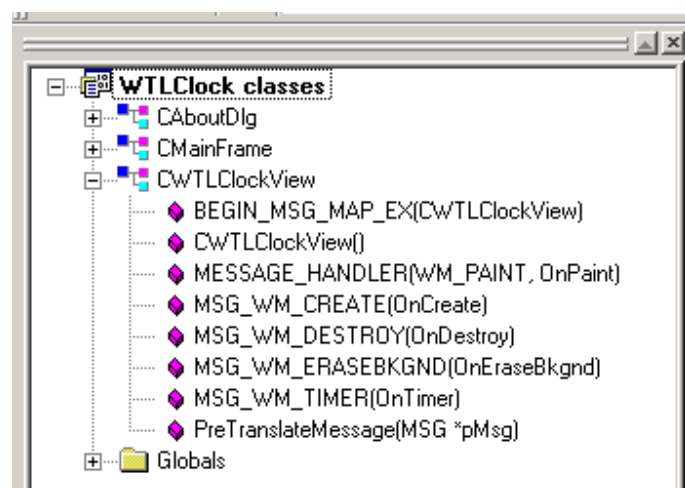 WTLClock classes
CAboutDlg
CMainFrame
CWTLClockView
BEGIN_MSG_MAP_EX(CWTLClockView)
CWTLClockView()
MESSAGE_HANDLER(WM_PAINT, OnPaint)
MSG_WM_CREATE(OnCreate)
MSG_WM_DESTROY(OnDestroy)
MSG_WM_ERASEBKGND(OnEraseBkgnd)
MSG_WM_TIMER(OnTimer)
PreTranslateMessage(MSG *pMsg)
Globals